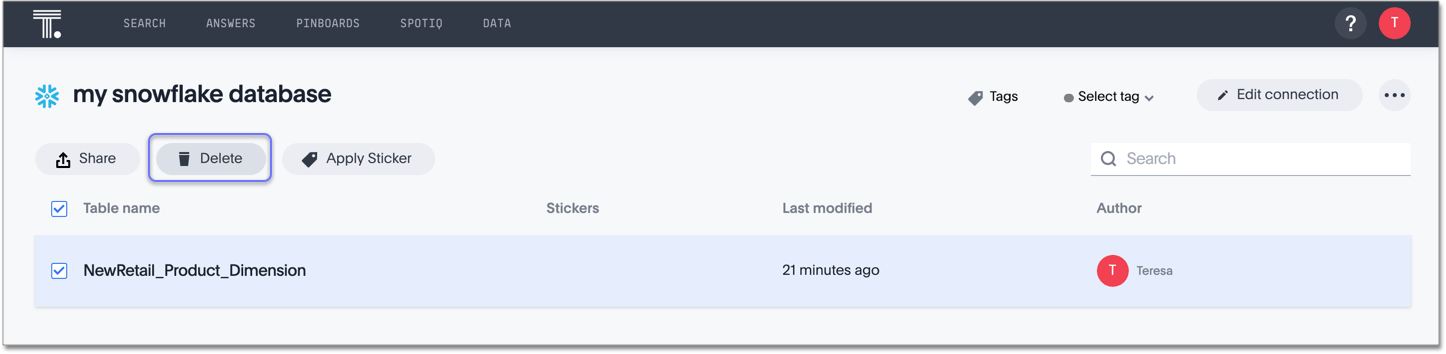 T. SEARCH ANSWERS PINBOARDS SPOTIQ DATA ? T
my snowflake database Tags Select tag Edit connection
Share Delete Apply Sticker Search
Table name Stickers Last modified Author
NewRetail_Product_Dimension 21 minutes ago T Teresa